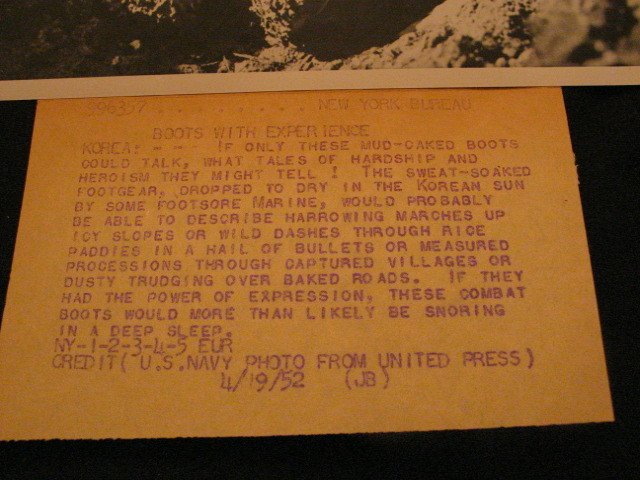 996357 . . . . . . . . . NEW YORK BUREAU
BOOTS WITH EXPERIENCE
KOREA: - - - IF ONLY THESE MUD-CAKED BOOTS
COULD TALK, WHAT TALES OF HARDSHIP AND
HEROISM THEY MIGHT TELL ! THE SWEAT-SOAKED
FOOTGEAR, DROPPED TO DRY IN THE KOREAN SUN
BY SOME FOOTSORE MARINE, WOULD PROBABLY
BE ABLE TO DESCRIBE HARROWING MARCHES UP
ICY SLOPES OR WILD DASHES THROUGH RICE
PADDIES IN A HAIL OF BULLETS OR MEASURED
PROCESSIONS THROUGH CAPTURED VILLAGES OR
DUSTY TRUDGING OVER BAKED ROADS. IF THEY
HAD THE POWER OF EXPRESSION, THESE COMBAT
BOOTS WOULD MORE THAN LIKELY BE SNORING
IN A DEEP SLEEP.
NY-1-2-3-4-5 EUR
CREDIT( U.S.NAVY PHOTO FROM UNITED PRESS)
4/19/52 (JB)